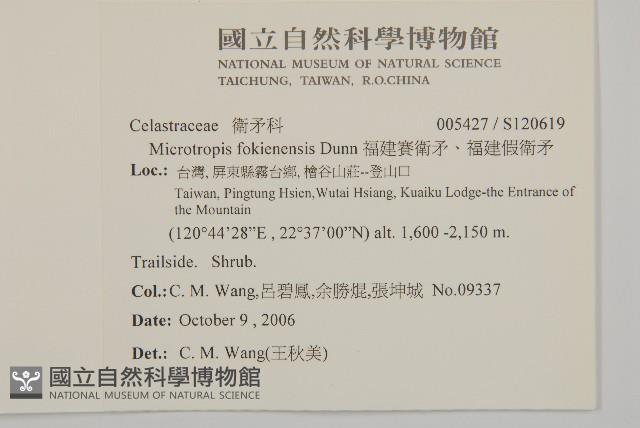 國立自然科學博物館
NATIONAL MUSEUM OF NATURAL SCIENCE
TAICHUNG, TAIWAN, R.O.CHINA
Celastraceae 衛矛科 005427 / S120619
Microtropis fokienensis Dunn 福建賽衛矛、福建假衛矛
Loc.: 台灣, 屏東縣霧台鄉, 檜谷山莊--登山口
Taiwan, Pingtung Hsien,Wutai Hsiang, Kuaiku Lodge-the Entrance of
the Mountain
(120°44'28”E , 22°37'00”N) alt. 1,600 -2,150 m.
Trailside. Shrub.
Col.: C. M. Wang,呂碧鳳,余勝焜,張坤城 No.09337
Date: October 9 , 2006
Det.: C. M. Wang(王秋美)
國立自然科學博物館
NATIONAL MUSEUM OF NATURAL SCIENCE